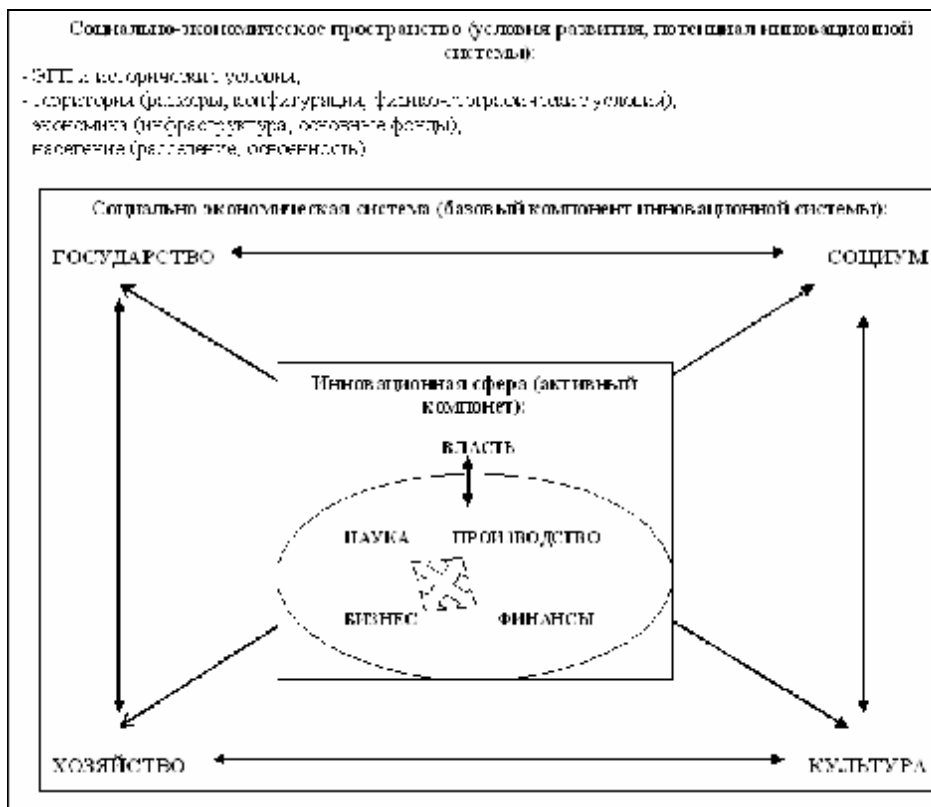 Социально-экономическое пространство (условия развития, потенциал инновационной
системы):
- ЭГП и исторические условия,
- территория (размеры, конфигурация, физико-географические условия),
экономика (инфраструктура, основные фонды),
население (расселение, освоенность)
Социально экономическая система (базовый компонент инновационной системы):
ГОСУДАРСТВО СОЦИУМ
Инновационная сфера (активный
компонет):
ВЛАСТЬ
НАУКА ПРОИЗВОДСТВО
БИЗНЕС ФИНАНСЫ
ХОЗЯЙСТВО КУЛЬТУРА